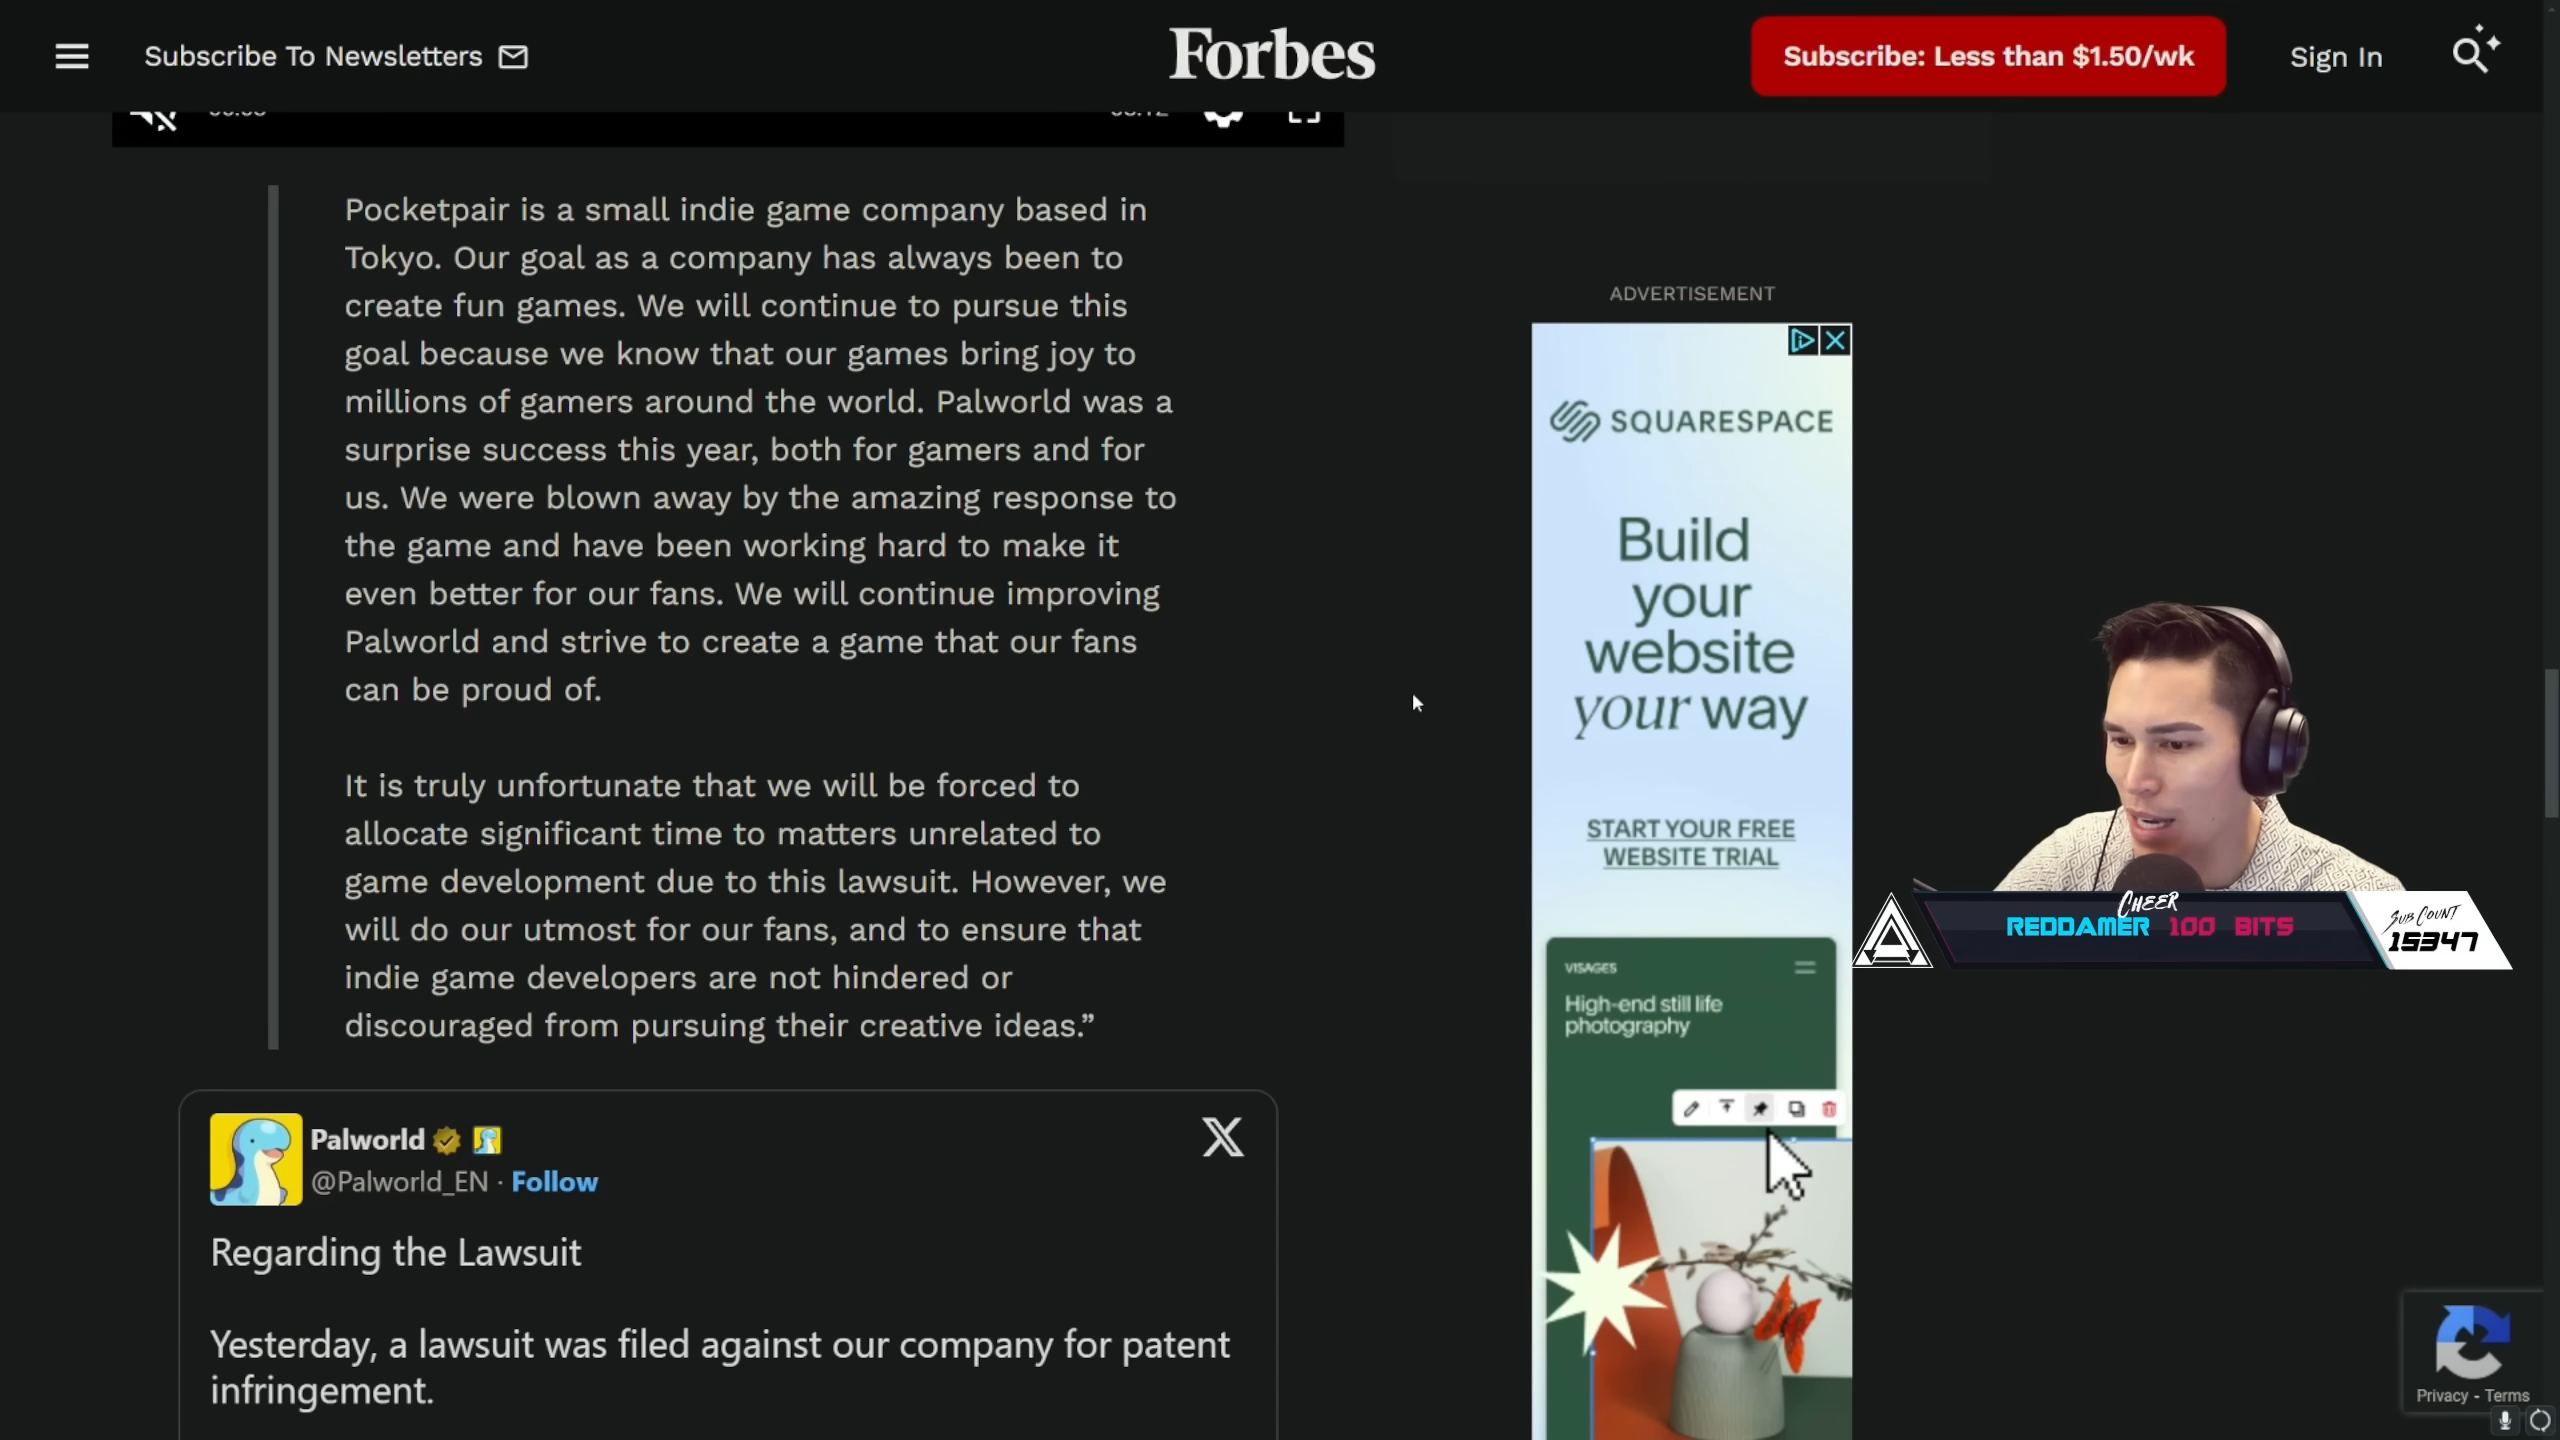 Subscribe To Newsletters
Forbes
Subscribe: Less than $1.50/wk
Sign In
Pocketpair is a small indie game company based in
Tokyo. Our goal as a company has always been to
create fun games. We will continue to pursue this
goal because we know that our games bring joy to
millions of gamers around the world. Palworld was a
surprise success this year, both for gamers and for
us. We were blown away by the amazing response to
the game and have been working hard to make it
even better for our fans. We will continue improving
Palworld and strive to create a game that our fans
can be proud of.
It is truly unfortunate that we will be forced to
allocate significant time to matters unrelated to
game development due to this lawsuit. However, we
will do our utmost for our fans, and to ensure that
indie game developers are not hindered or
discouraged from pursuing their creative ideas.”
Palworld
@Palworld_EN · Follow
Regarding the Lawsuit
Yesterday, a lawsuit was filed against our company for patent
infringement.
ADVERTISEMENT
SQUARESPACE
Build
your
website
your way
START YOUR FREE
WEBSITE TRIAL
VISAGES
High-end still life
photography
CHEER
REDDAMER 100 BITS
SUB COUNT
15347
Privacy - Terms